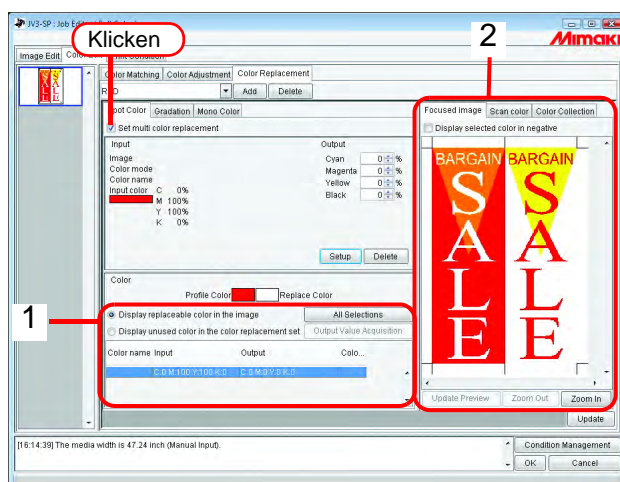 JV3-SP : Job Ed
Klicken
2
Mimaki
Image Edit
Color Matching
Color Adjustment
Color Replacement
Add
Delete
Gradation
Mono Color
Focused image
Scan color
Color Collection
Set multi color replacement
Display selected color in negative
Input
Output
Image
Color mode
Color name
Input color
C 0%
M 100%
Y 100%
K 0%
Cyan 0 %
Magenta 0 %
Yellow 0 %
Black 0 %
Setup
Delete
BARGAIN
SALE
BARGAIN
SALE
Color
Profile Color
Replace Color
1
Display replaceable color in the image
All Selections
Display unused color in the color replacement set
Output Value Acquisition
Color name
Input
Output
Colo...
C:0 M:100 Y:100 K:0
C:0 M:0 Y:0 K:0
Update Preview
Zoom Out
Zoom In
Update
[16:14:39] The media width is 47.24 inch (Manual Input).
Condition Management
OK
Cancel